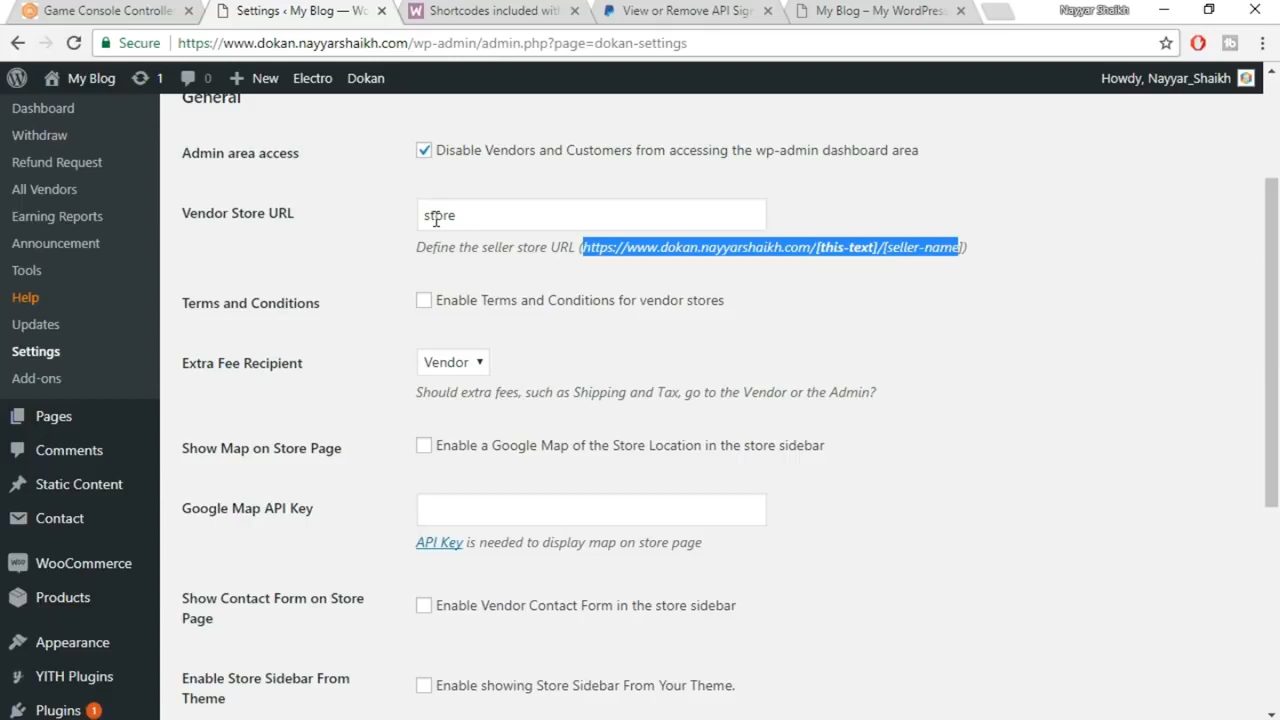 Game Console Controlle
Settings ‹ My Blog — Wo
Shortcodes included wit
View or Remove API Sig
My Blog – My WordPress
Nayyar Shaikh
Secure
https://www.dokan.nayyarshaikh.com/wp-admin/admin.php?page=dokan-settings
My Blog
1
0
New
Electro
Dokan
Howdy, Nayyar_Shaikh
Dashboard
Withdraw
Refund Request
All Vendors
Earning Reports
Announcement
Tools
Help
Updates
Settings
Add-ons
Pages
Comments
Static Content
Contact
WooCommerce
Products
Appearance
YITH Plugins
Plugins 1
General
Admin area access
Disable Vendors and Customers from accessing the wp-admin dashboard area
Vendor Store URL
store
Define the seller store URL (https://www.dokan.nayyarshaikh.com/[this-text]/[seller-name])
Terms and Conditions
Enable Terms and Conditions for vendor stores
Extra Fee Recipient
Vendor
Should extra fees, such as Shipping and Tax, go to the Vendor or the Admin?
Show Map on Store Page
Enable a Google Map of the Store Location in the store sidebar
Google Map API Key
API Key is needed to display map on store page
Show Contact Form on Store
Page
Enable Vendor Contact Form in the store sidebar
Enable Store Sidebar From
Theme
Enable showing Store Sidebar From Your Theme.